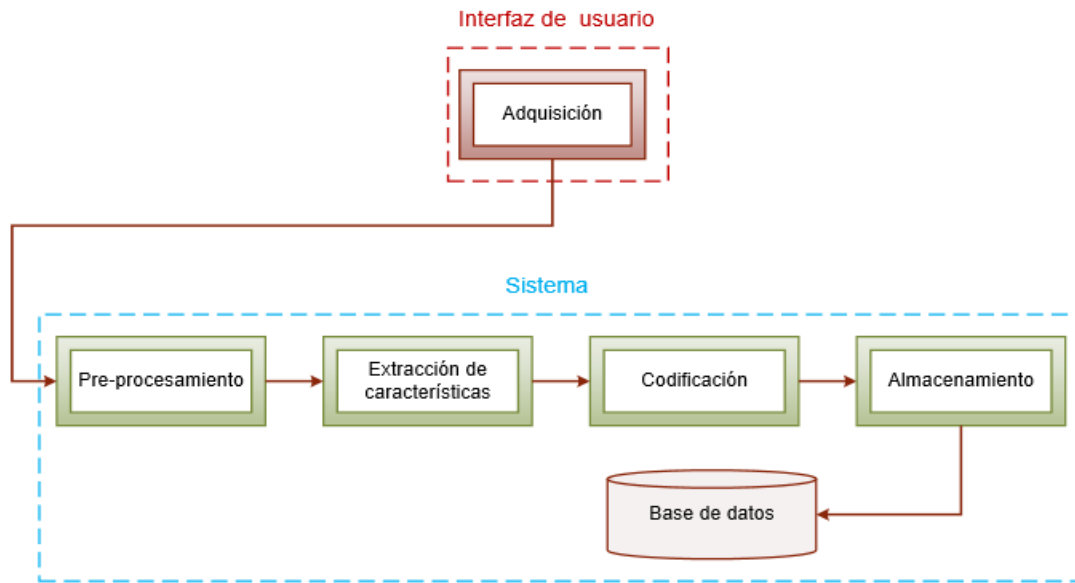 Interfaz de usuario
Adquisición
Sistema
Pre-procesamiento
Extracción de
características
Codificación
Almacenamiento
Base de datos